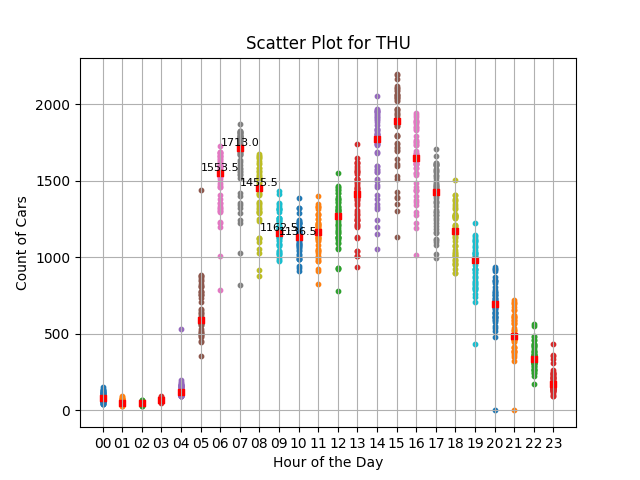 Scatter Plot for THU
Count of Cars
2000
1500
1000
500
0
1713.0
1553.5
1455.5
1162.5
1136.5
00 01 02 03 04 05 06 07 08 09 10 11 12 13 14 15 16 17 18 19 20 21 22 23
Hour of the Day